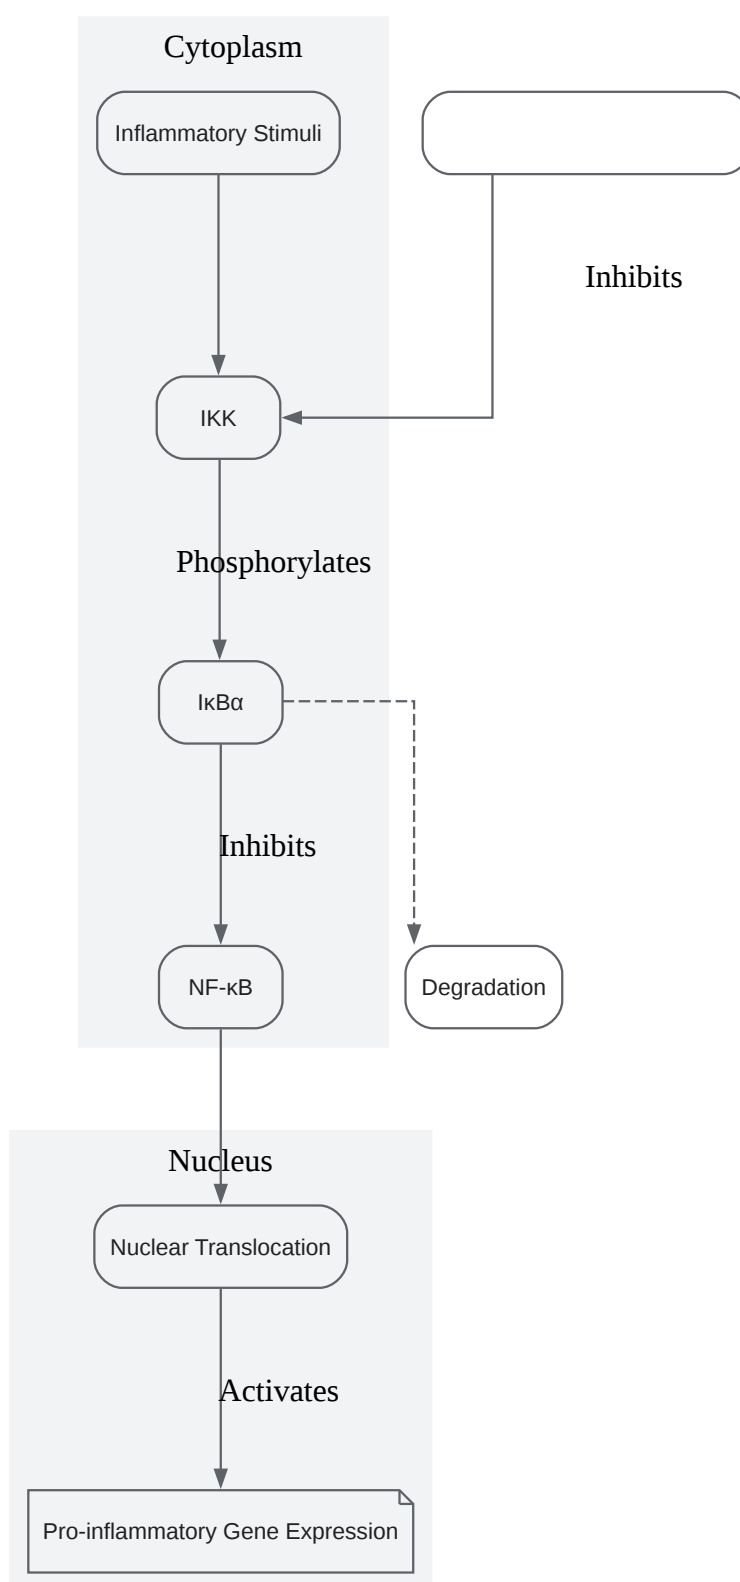 Cytoplasm
Inflammatory Stimuli
Inhibits
IKK
Phosphorylates
IκBα
Inhibits
NF-κB
Degradation
Nucleus
Nuclear Translocation
Activates
Pro-inflammatory Gene Expression